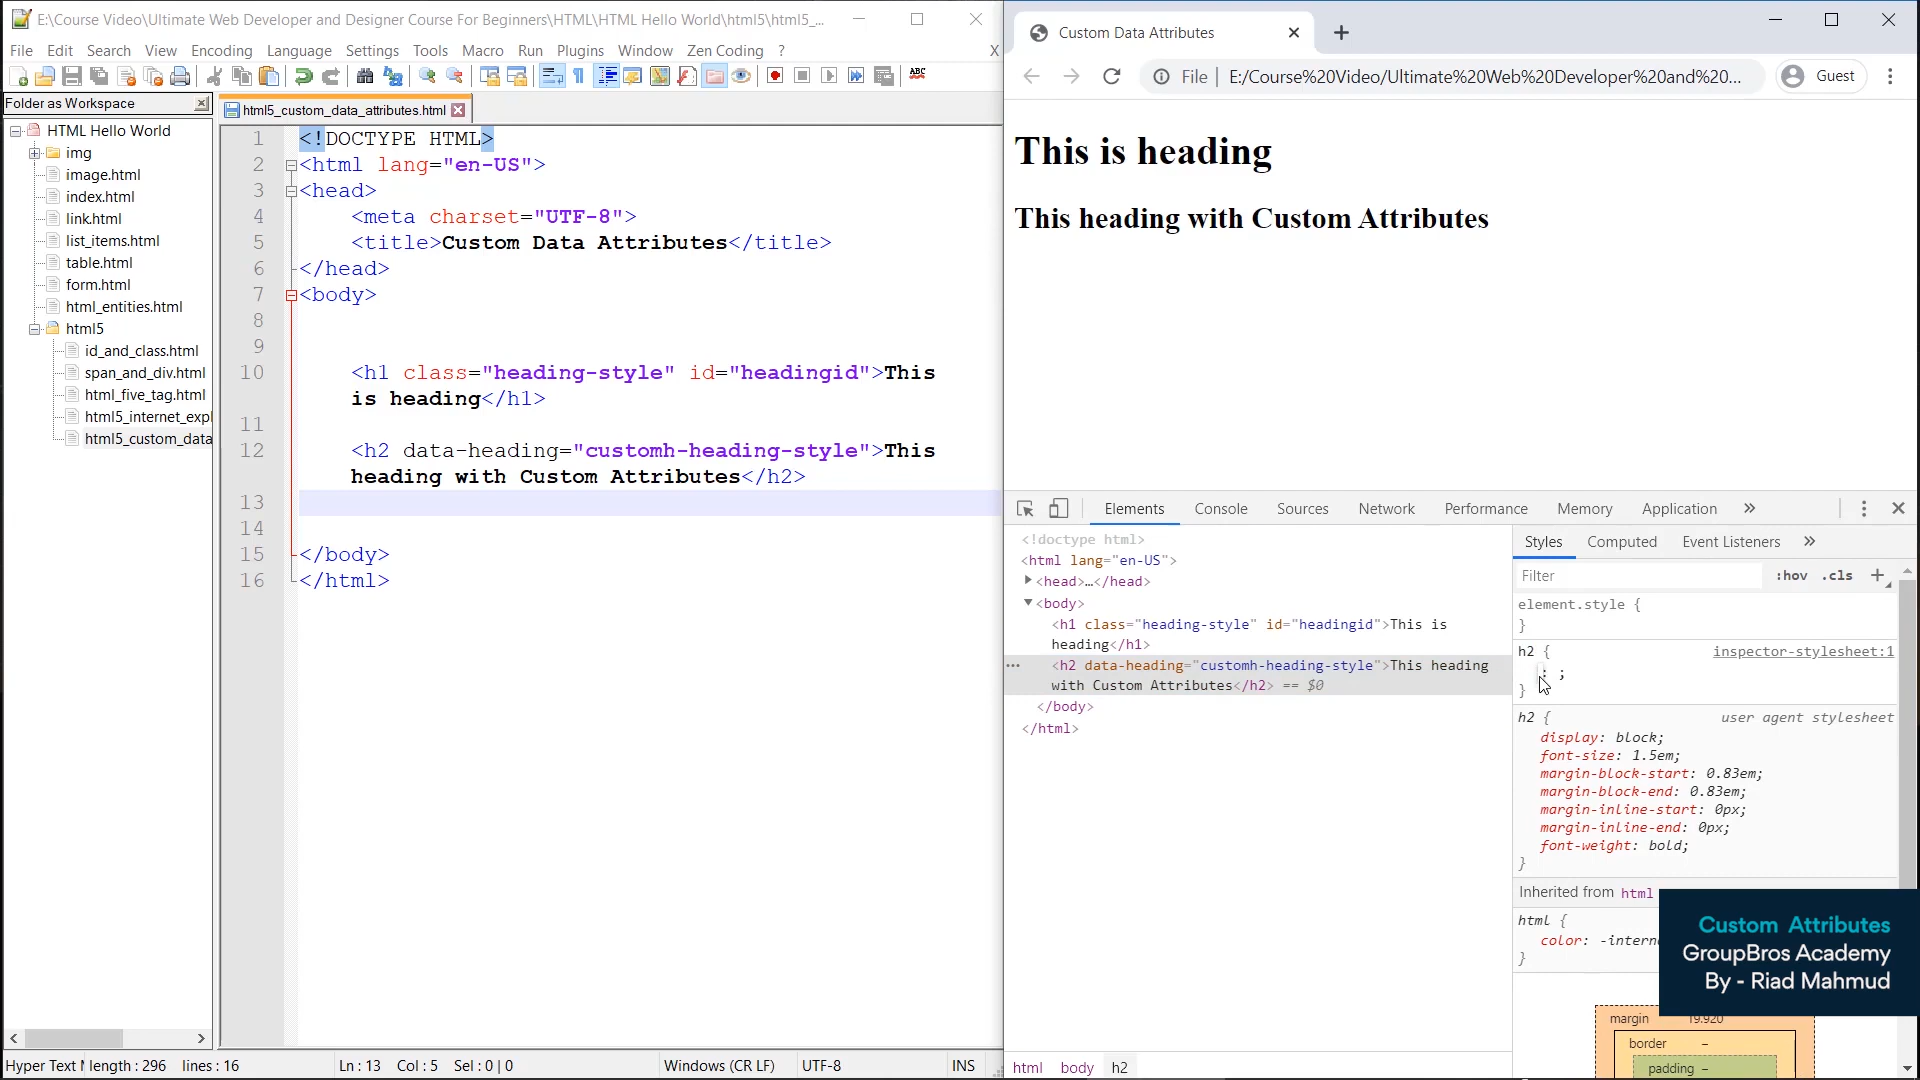 E:\Course Video\Ultimate Web Developer and Designer Course For Beginners\HTML\HTML Hello World\html5\html5_...
File Edit Search View Encoding Language Settings Tools Macro Run Plugins Window Zen Coding ? X
ABC
Folder as Workspace
HTML Hello World
img
image.html
index.html
link.html
list_items.html
table.html
form.html
html_entities.html
html5
id_and_class.html
span_and_div.html
html_five_tag.html
html5_internet_expl
html5_custom_data
html5_custom_data_attributes.html
1 <!DOCTYPE HTML>
2 <html lang="en-US">
3 <head>
4 <meta charset="UTF-8">
5 <title>Custom Data Attributes</title>
6 </head>
7 <body>
8
9
10 <h1 class="heading-style" id="headingid">This
is heading</h1>
11
12 <h2 data-heading="customh-heading-style">This
heading with Custom Attributes</h2>
13
14
15 </body>
16 </html>
Hyper Text M length : 296 lines : 16 Ln : 13 Col : 5 Sel : 0 | 0 Windows (CR LF) UTF-8 INS
Custom Data Attributes
File | E:/Course%20Video/Ultimate%20Web%20Developer%20and%20... Guest
This is heading
This heading with Custom Attributes
Elements Console Sources Network Performance Memory Application »
<!doctype html>
<html lang="en-US">
<head>…</head>
<body>
<h1 class="heading-style" id="headingid">This is
heading</h1>
<h2 data-heading="customh-heading-style">This heading
with Custom Attributes</h2> == $0
</body>
</html>
html body h2
Styles Computed Event Listeners »
Filter :hov .cls +
element.style {
}
h2 { inspector-stylesheet:1
: ;
}
h2 { user agent stylesheet
display: block;
font-size: 1.5em;
margin-block-start: 0.83em;
margin-block-end: 0.83em;
margin-inline-start: 0px;
margin-inline-end: 0px;
font-weight: bold;
}
Inherited from html
html {
color: -intern
}
margin 19.920
border –
padding –
Custom Attributes
GroupBros Academy
By - Riad Mahmud